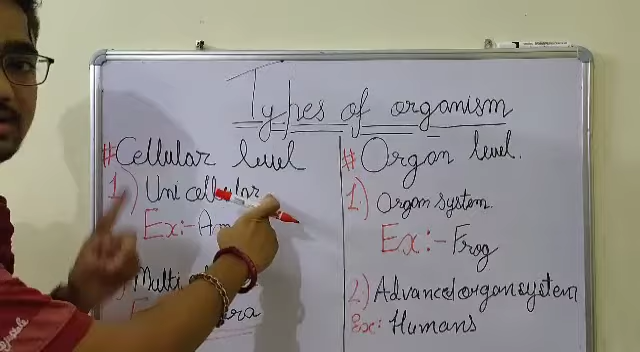 Types of organism
# Cellular level
1) Unicellular
Ex:-
Multi
# Organ level.
1) Organ system.
Ex:- Frog
2) Advanced organ system
Ex: Humans